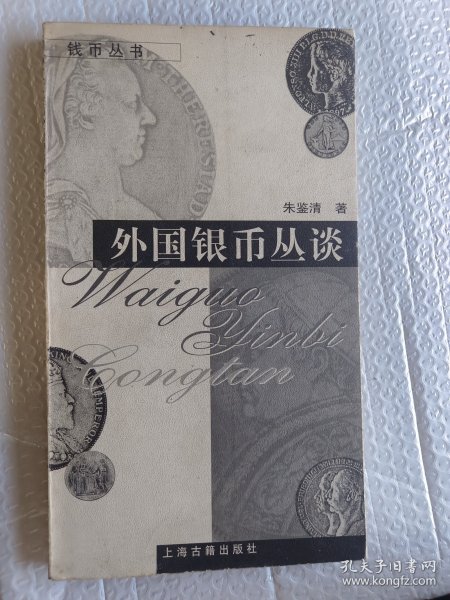 钱币丛书
朱鉴清 著
外国银币丛谈
Waiguo
Yinbi
Congtan
上海古籍出版社
孔夫子旧书网
www.kongfz.com